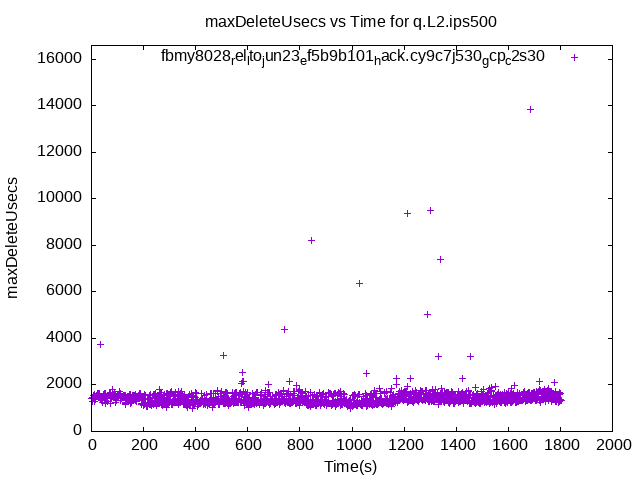 maxDeleteUsecs vs Time for q.L2.ips500
fbmy8028relltojun23ef5b9b101hack.cy9c7j530gcpc2s30
16000
14000
12000
10000
8000
6000
4000
2000
0
maxDeleteUsecs
0 200 400 600 800 1000 1200 1400 1600 1800 2000
Time(s)